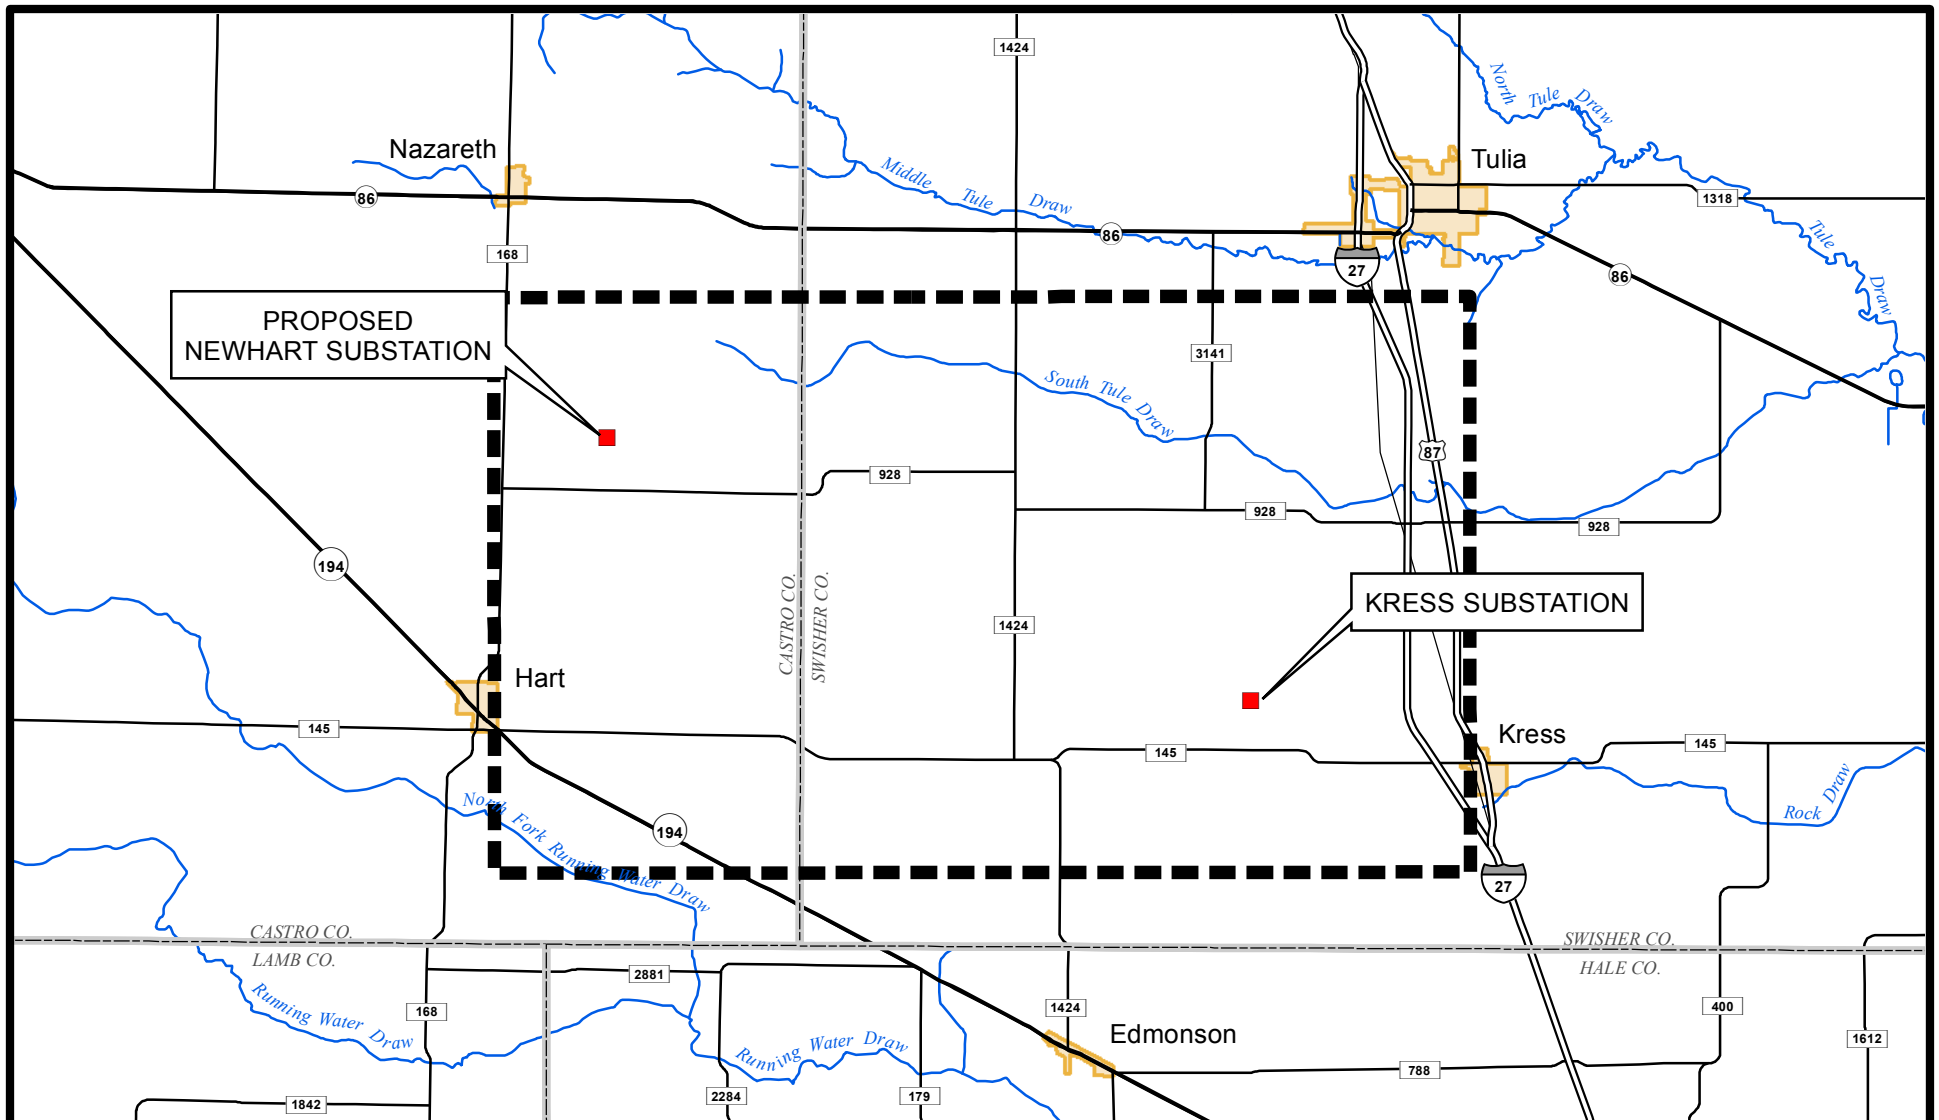 1424
North Tule Draw
Nazareth
Tulia
Middle Tule Draw
86
1318
86
168
27
86
Tule Draw
PROPOSED
NEWHART SUBSTATION
3141
South Tule Draw
87
928
928
928
194
CASTRO CO.
SWISHER CO.
KRESS SUBSTATION
1424
Hart
145
Kress
145
145
North Fork Running Water Draw
194
Rock Draw
27
CASTRO CO.
LAMB CO.
SWISHER CO.
HALE CO.
2881
Running Water Draw
168
1424
400
Edmonson
1612
Running Water Draw
788
2284
179
1842